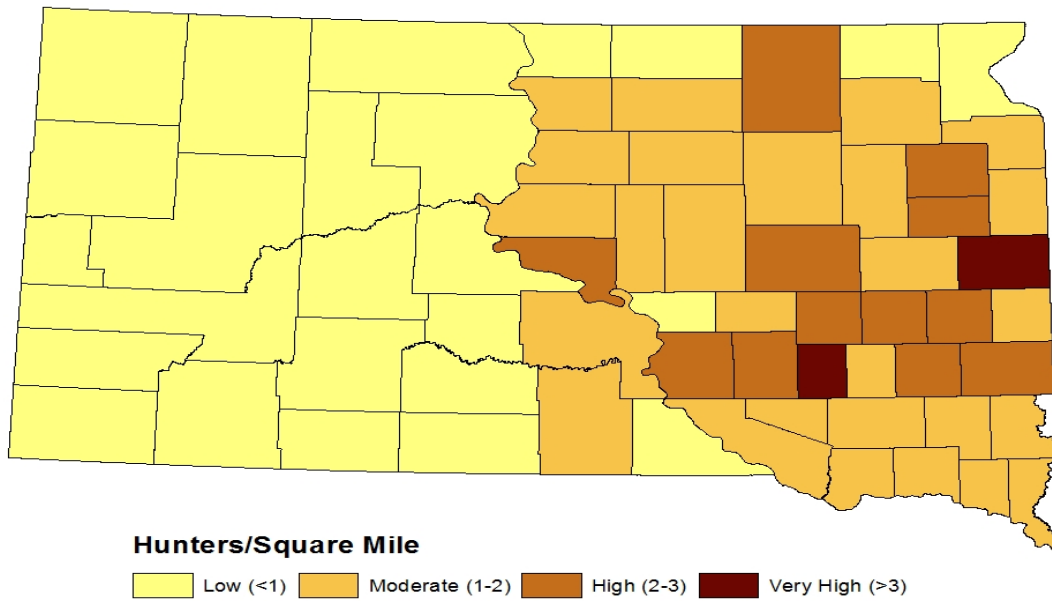 Hunters/Square Mile
Low (<1) Moderate (1-2) High (2-3) Very High (>3)